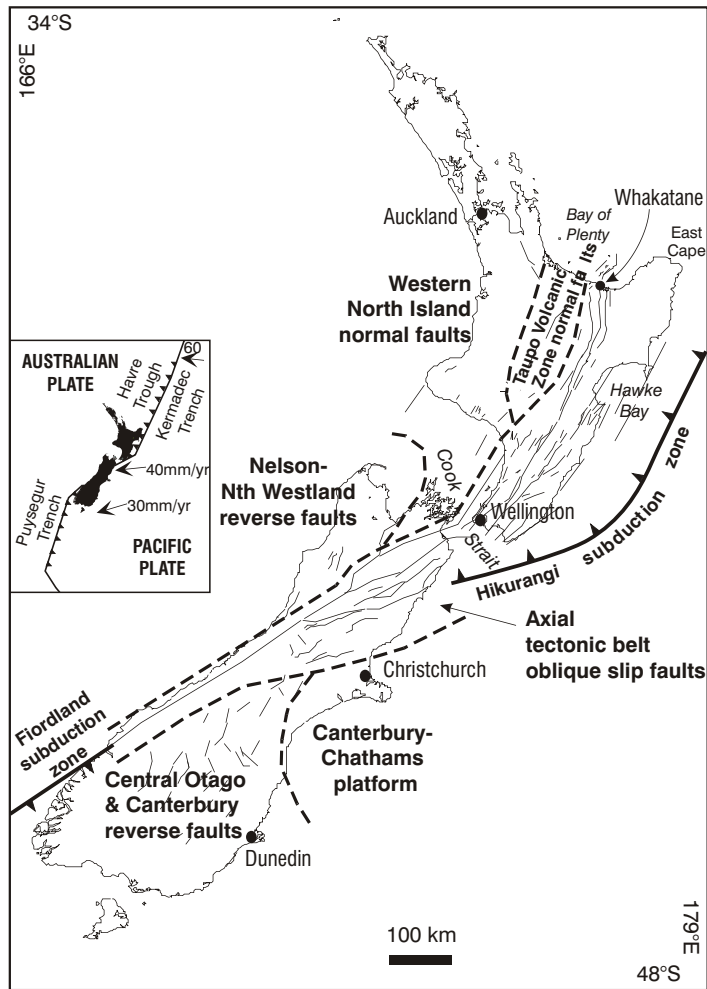 34°S
166°E
Auckland
Bay of
Plenty
Whakatane
East
Cape
Western
North Island
normal faults
Taupo Volcanic
Zone normal fa lts
Hawke
Bay
AUSTRALIAN
PLATE
Havre
Trough
Kermadec
Trench
60
40mm/yr
30mm/yr
Puysegur
Trench
PACIFIC
PLATE
Nelson-
Nth Westland
reverse faults
Cook
Strait
Wellington
Hikurangi
subduction
zone
Axial
tectonic belt
oblique slip faults
Christchurch
Fiordland
subduction
zone
Canterbury-
Chathams
platform
Central Otago
& Canterbury
reverse faults
Dunedin
100 km
179°E
48°S